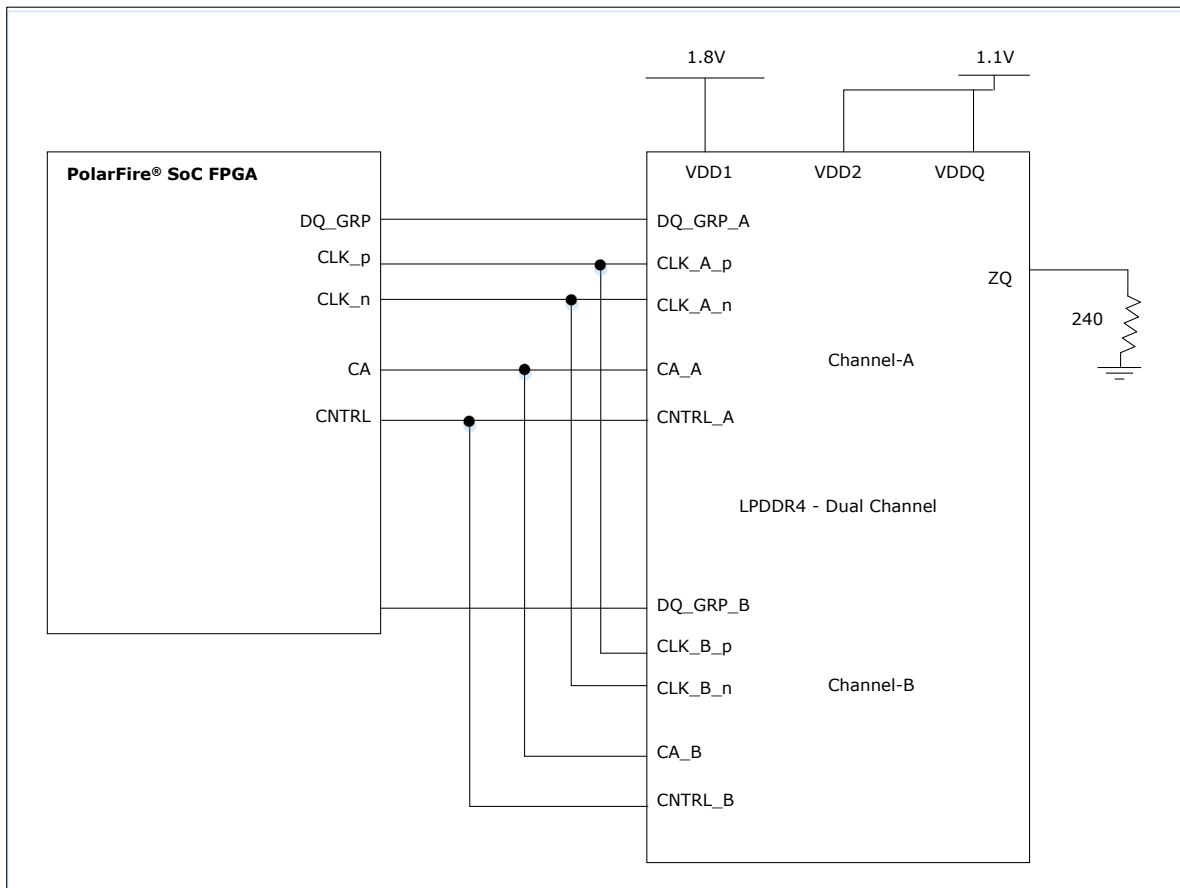 1.8V
1.1V
PolarFire® SoC FPGA
VDD1
VDD2
VDDQ
DQ_GRP
DQ_GRP_A
CLK_p
CLK_A_p
ZQ
CLK_n
CLK_A_n
240
CA
CA_A
Channel-A
CNTRL
CNTRL_A
LPDDR4 - Dual Channel
DQ_GRP_B
CLK_B_p
CLK_B_n
Channel-B
CA_B
CNTRL_B